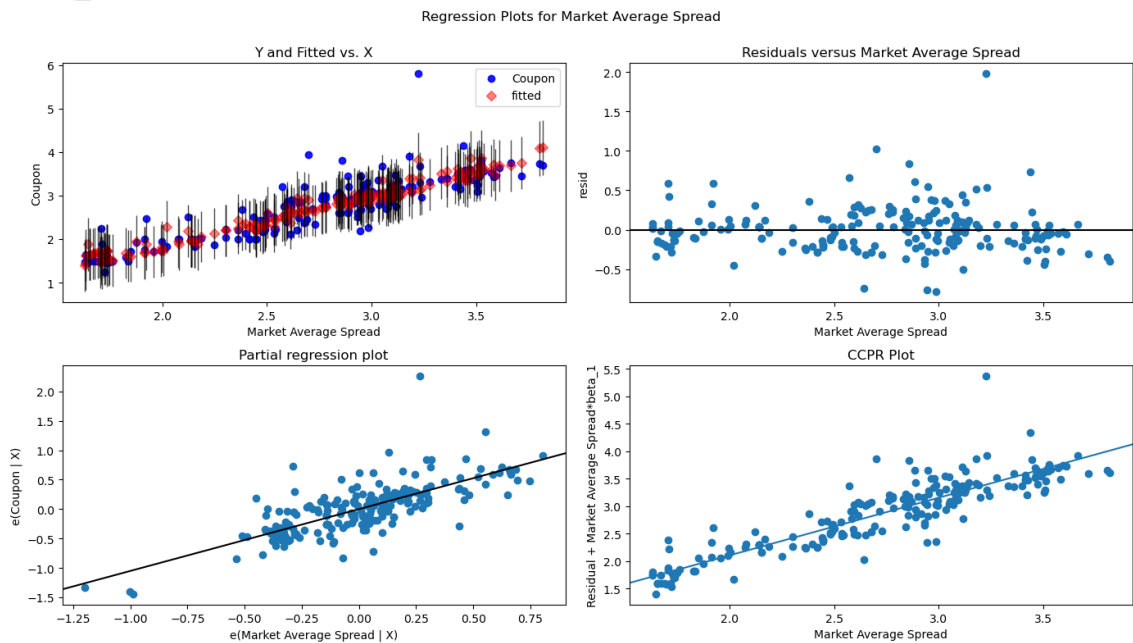 Regression Plots for Market Average Spread
Y and Fitted vs. X
Coupon
fitted
6
5
4
3
2
1
Coupon
2.0 2.5 3.0 3.5
Market Average Spread
Residuals versus Market Average Spread
2.0
1.5
1.0
0.5
0.0
−0.5
resid
2.0 2.5 3.0 3.5
Market Average Spread
Partial regression plot
2.0
1.5
1.0
0.5
0.0
−0.5
−1.0
−1.5
e(Coupon | X)
−1.25 −1.00 −0.75 −0.50 −0.25 0.00 0.25 0.50 0.75
e(Market Average Spread | X)
CCPR Plot
5.5
5.0
4.5
4.0
3.5
3.0
2.5
2.0
1.5
Residual + Market Average Spread*beta_1
2.0 2.5 3.0 3.5
Market Average Spread